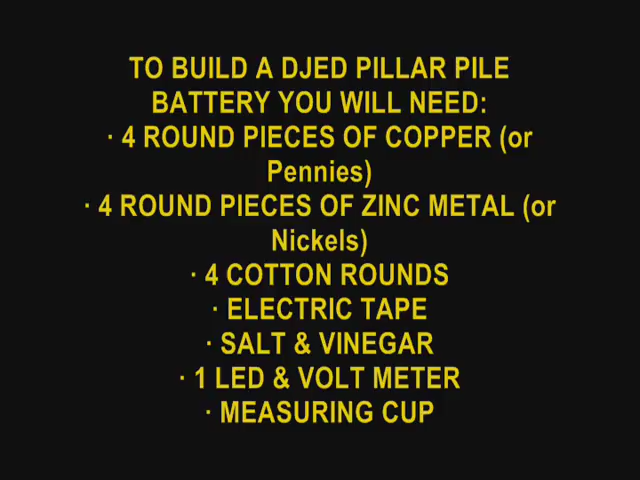 TO BUILD A DJED PILLAR PILE
BATTERY YOU WILL NEED:
· 4 ROUND PIECES OF COPPER (or
Pennies)
· 4 ROUND PIECES OF ZINC METAL (or
Nickels)
· 4 COTTON ROUNDS
· ELECTRIC TAPE
· SALT & VINEGAR
· 1 LED & VOLT METER
· MEASURING CUP